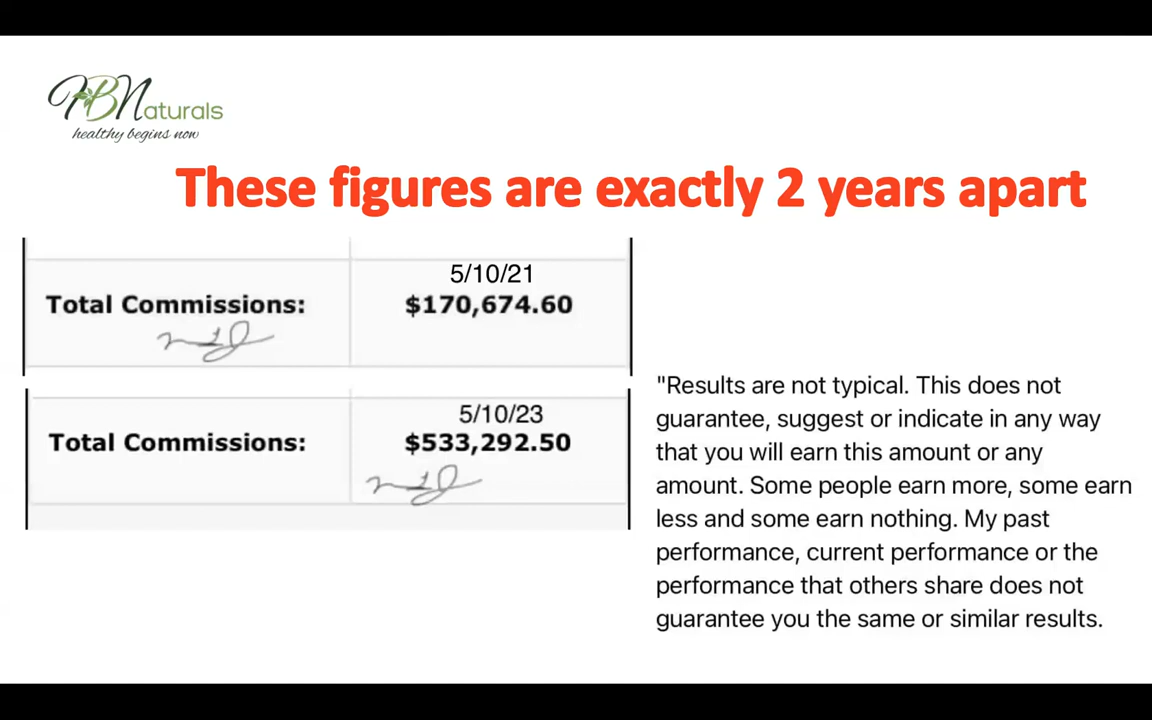 HBNaturals
healthy begins now
These figures are exactly 2 years apart
5/10/21
Total Commissions: $170,674.60
5/10/23
Total Commissions: $533,292.50
"Results are not typical. This does not
guarantee, suggest or indicate in any way
that you will earn this amount or any
amount. Some people earn more, some earn
less and some earn nothing. My past
performance, current performance or the
performance that others share does not
guarantee you the same or similar results.